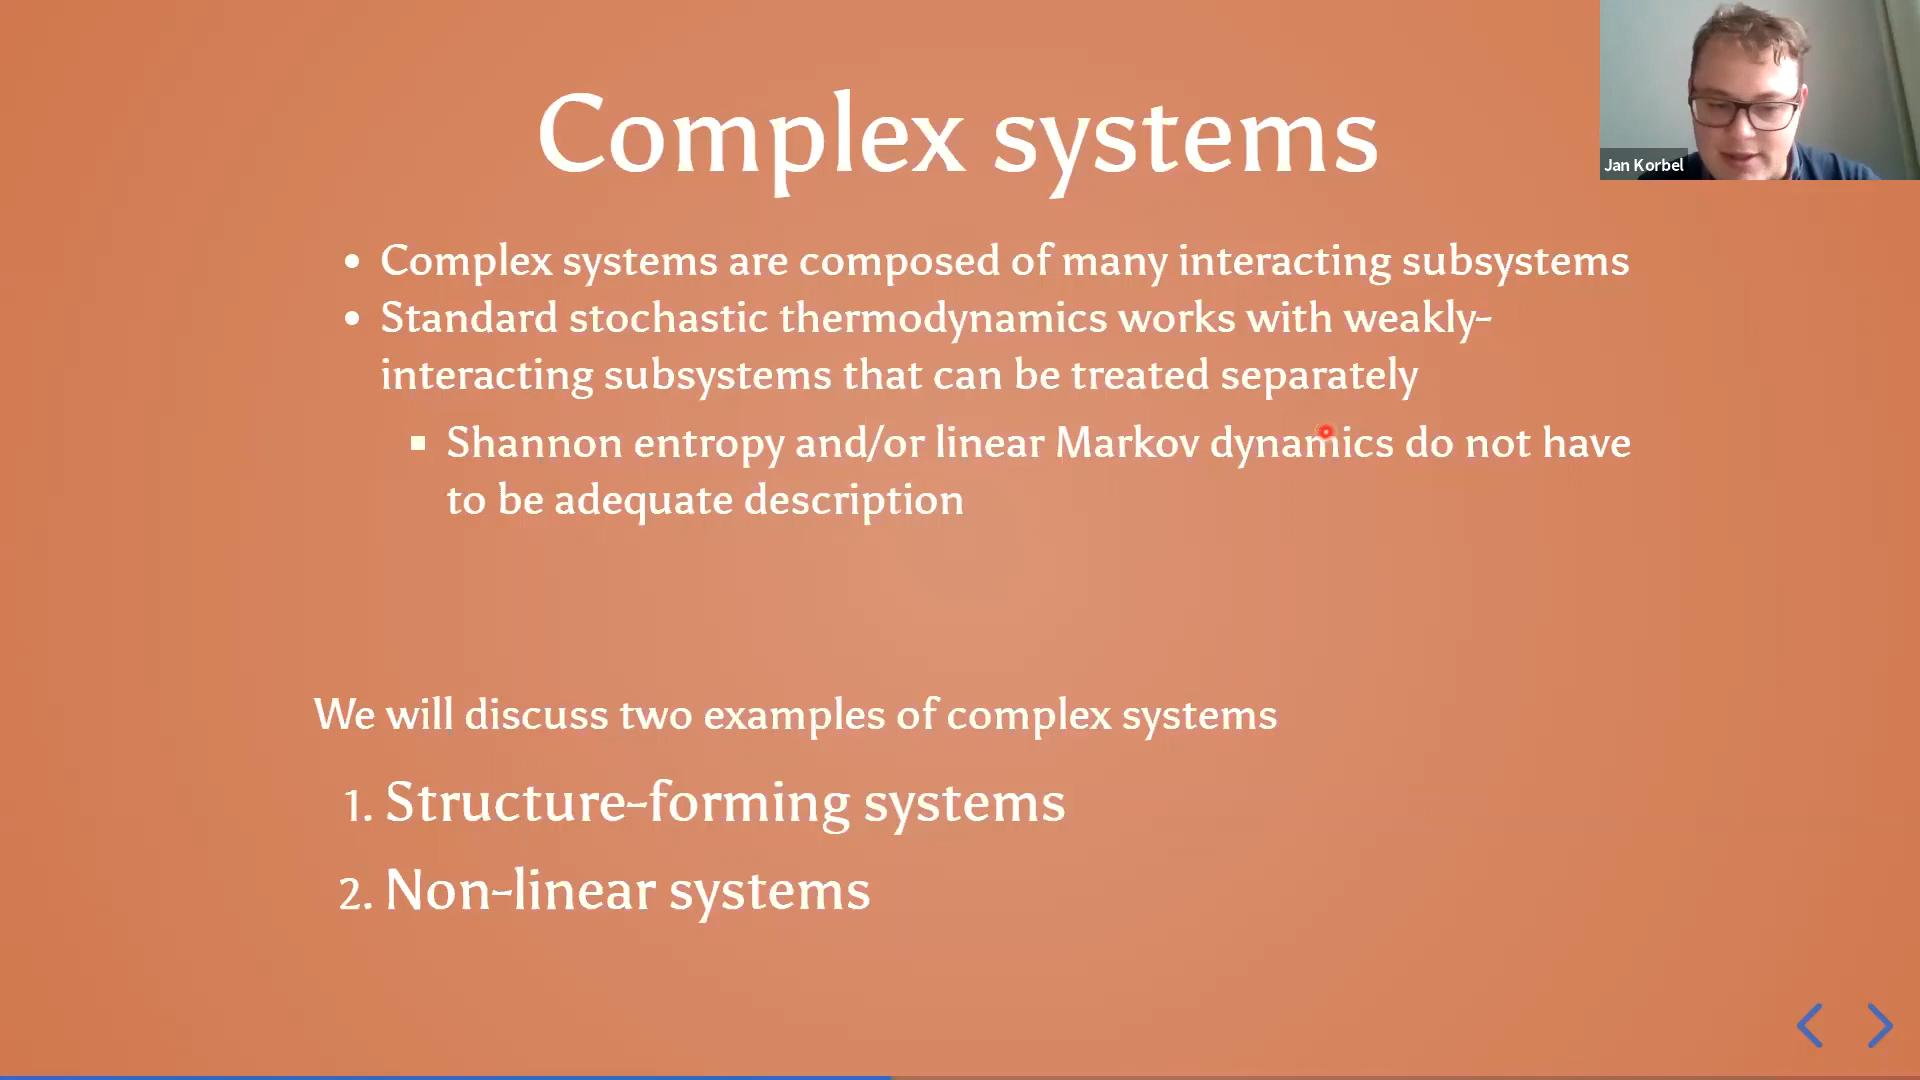 Complex systems
Jan Korbel
• Complex systems are composed of many interacting subsystems
• Standard stochastic thermodynamics works with weakly-
interacting subsystems that can be treated separately
▪ Shannon entropy and/or linear Markov dynamics do not have
to be adequate description
We will discuss two examples of complex systems
1. Structure-forming systems
2. Non-linear systems